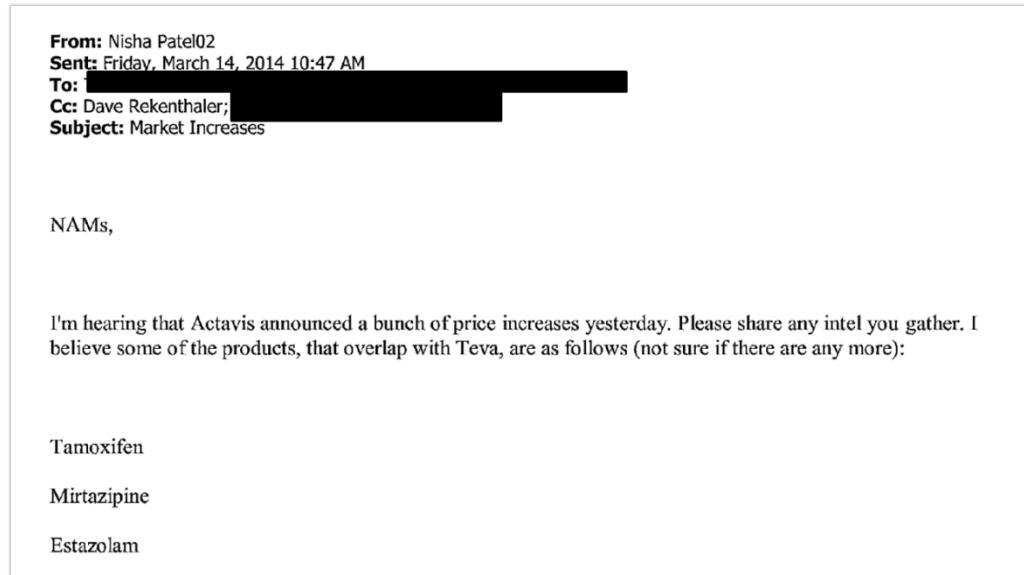 From: Nisha Patel02
Sent: Friday, March 14, 2014 10:47 AM
To:
Cc: Dave Rekenthaler;
Subject: Market Increases
NAMs,
I'm hearing that Actavis announced a bunch of price increases yesterday. Please share any intel you gather. I
believe some of the products, that overlap with Teva, are as follows (not sure if there are any more):
Tamoxifen
Mirtazipine
Estazolam